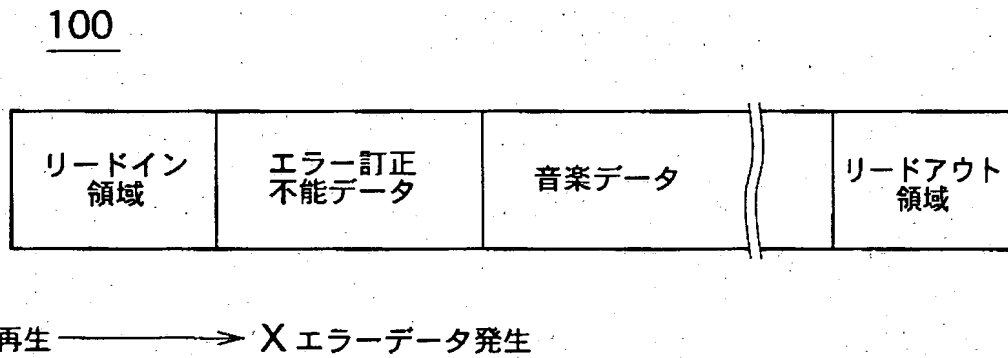 100
リードイン
領域
エラー訂正
不能データ
音楽データ
リードアウト
領域
再生 → X エラーデータ発生